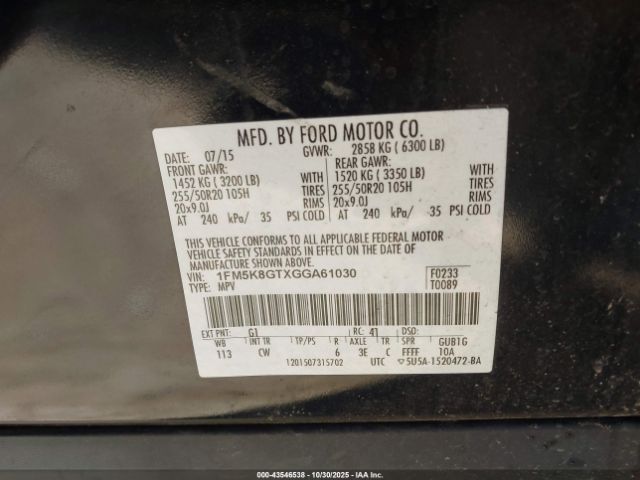 MFD. BY FORD MOTOR CO.
DATE: 07/15 GVWR: 2858 KG ( 6300 LB)
FRONT GAWR: REAR GAWR:
1452 KG ( 3200 LB) WITH 1520 KG ( 3350 LB) WITH
255/50R20 105H TIRES 255/50R20 105H TIRES
20x9.0J RIMS 20x9.0J RIMS
AT 240 kPa/ 35 PSI COLD AT 240 kPa/ 35 PSI COLD
THIS VEHICLE CONFORMS TO ALL APPLICABLE FEDERAL MOTOR
VEHICLE SAFETY STANDARDS IN EFFECT ON THE DATE OF
MANUFACTURE SHOWN ABOVE.
VIN: 1FM5K8GTXGGA61030 F0233
TYPE: MPV T0089
EXT PNT: G1 RC: 41 DSO:
WB INT TR TP/PS R AXLE TR SPR GUB1G
113 CW 6 3E C FFFF 10A
1201507315702 UTC ▽5U5A-1520472-BA
000-43546538 - 10/30/2025 - IAA, Inc.